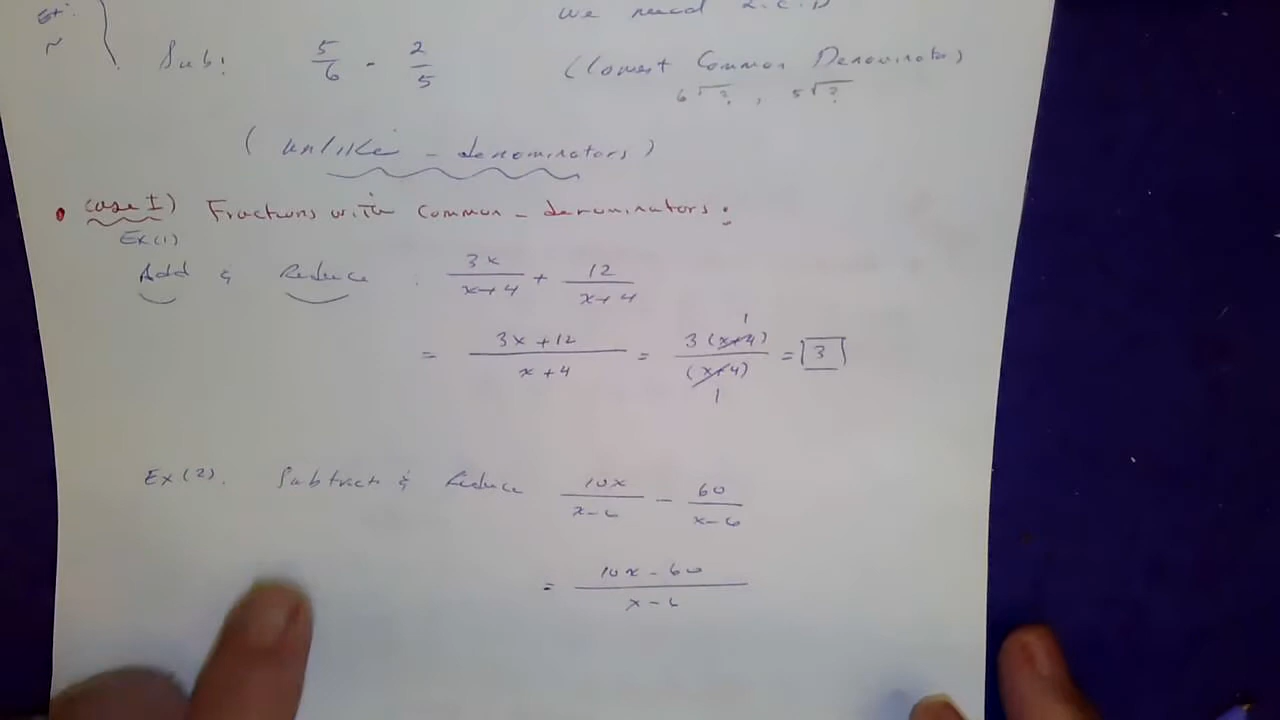 we need L.C.D
Sub: 5/6 - 2/5 (lowest Common Denominator)
6√?, 5√?
(unlike - denominators)
• Case I) Fractions with Common - denominators:
Ex(1)
Add & Reduce : 3x/(x+4) + 12/(x+4)
= (3x+12)/(x+4) = 3(x+4)/(x+4) = 3
Ex(2). Subtract & Reduce 10x/(x-6) - 60/(x-6)
= (10x-60)/(x-6)